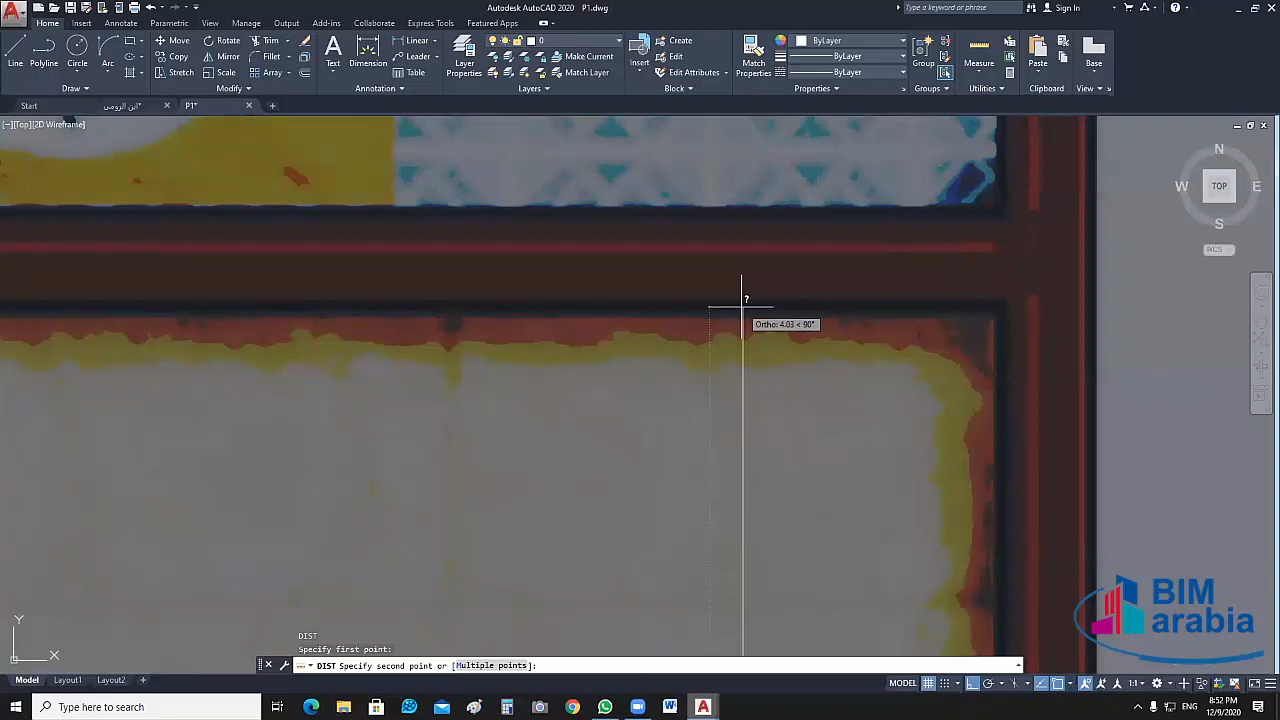 Autodesk AutoCAD 2020 P1.dwg
Type a keyword or phrase
Sign In
Home Insert Annotate Parametric View Manage Output Add-ins Collaborate Express Tools Featured Apps
Line Polyline Circle Arc
Move Rotate Trim
Copy Mirror Fillet
Stretch Scale Array
Text Dimension
Linear
Leader
Table
Layer Properties
0
Make Current
Match Layer
Insert
Create
Edit
Edit Attributes
Match Properties
ByLayer
ByLayer
ByLayer
Group
Measure
Paste
Base
Draw Modify Annotation Layers Block Properties Groups Utilities Clipboard View
Start ابن الرومى* P1*
[−][Top][2D Wireframe]
N
W TOP E
S
WCS
?
Ortho: 4.03 < 90°
BIM
arabia
Y
X
DIST
Specify first point:
DIST Specify second point or [Multiple points]:
Model Layout1 Layout2
MODEL 1:1
Type here to search
8:52 PM
12/9/2020